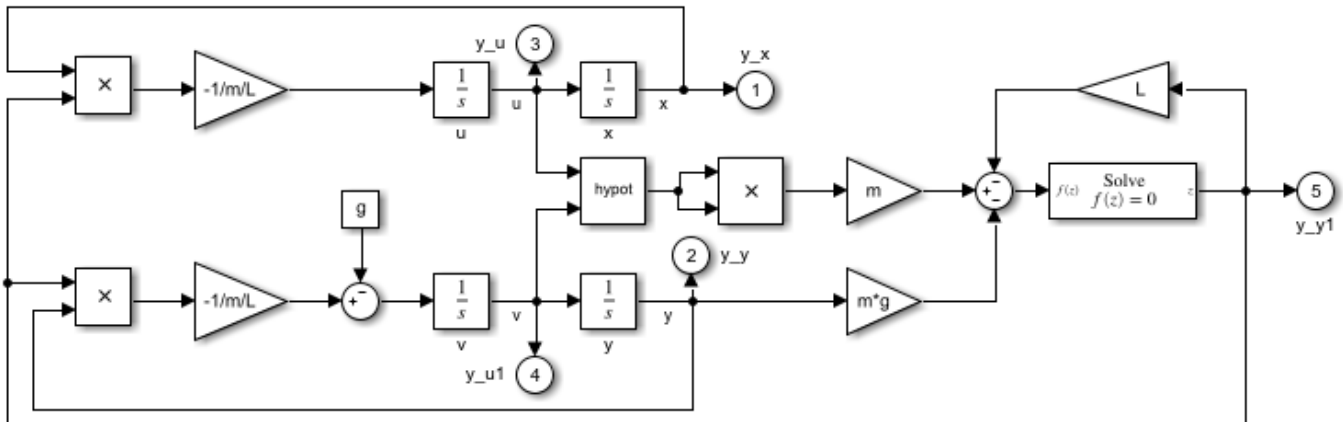 y_u
3
y_x
×
-1/m/L
1
s
u
u
1
s
x
x
1
L
hypot
×
m
+
−
−
f(z)
Solve
f(z) = 0
z
5
y_y1
g
2
y_y
×
-1/m/L
+
−
1
s
v
v
1
s
y
y
m*g
y_u1
4